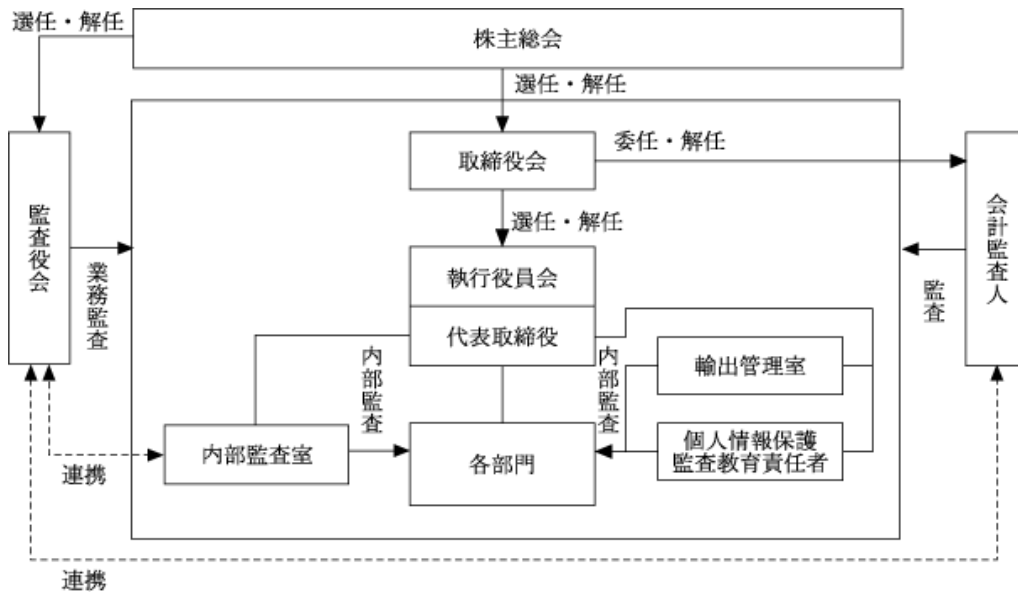 選任・解任
株主総会
選任・解任
取締役会
委任・解任
監査役会
会計監査人
選任・解任
業務監査
執行役員会
監査
代表取締役
内部監査
内部監査
輸出管理室
内部監査室
各部門
個人情報保護
監査教育責任者
連携
連携